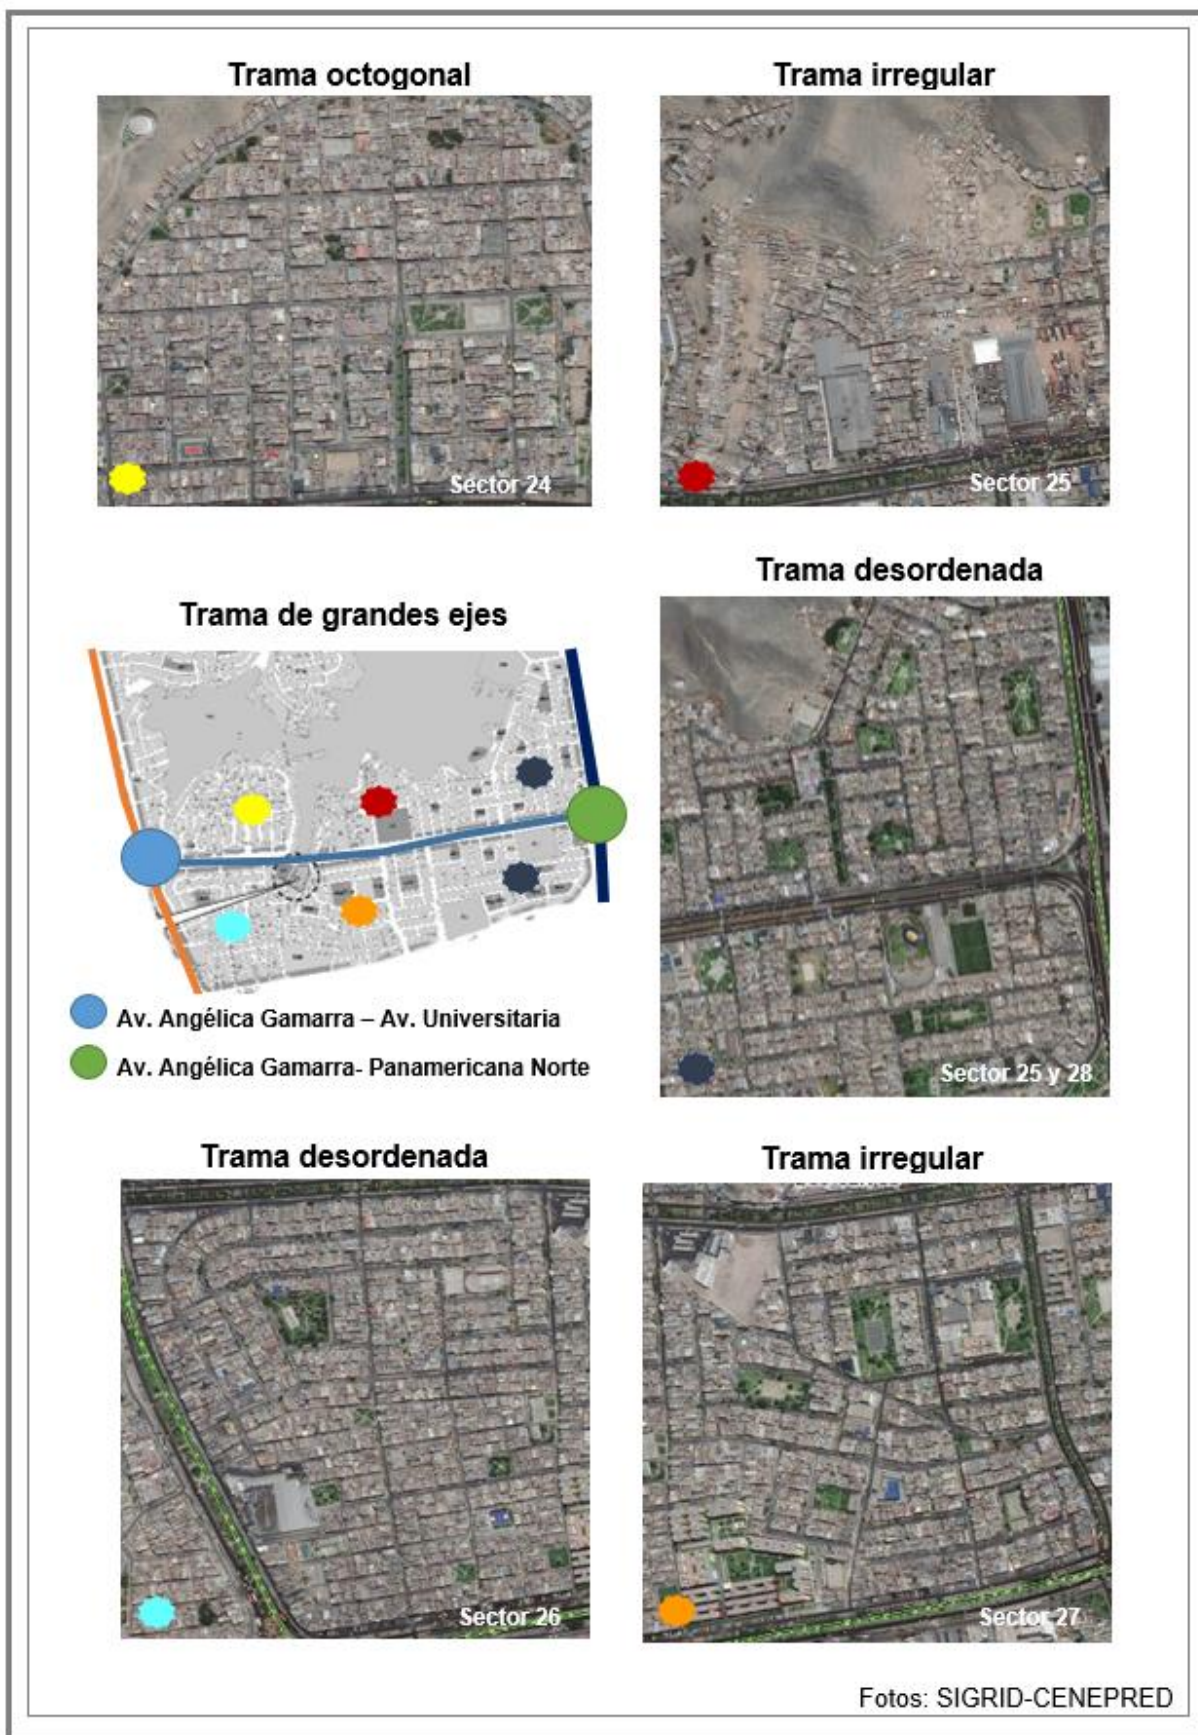 Trama octogonal
Trama irregular
Sector 24
Sector 25
Trama de grandes ejes
Trama desordenada
Av. Angélica Gamarra – Av. Universitaria
Av. Angélica Gamarra- Panamericana Norte
Sector 25 y 28
Trama desordenada
Trama irregular
Sector 26
Sector 27
Fotos: SIGRID-CENEPRED